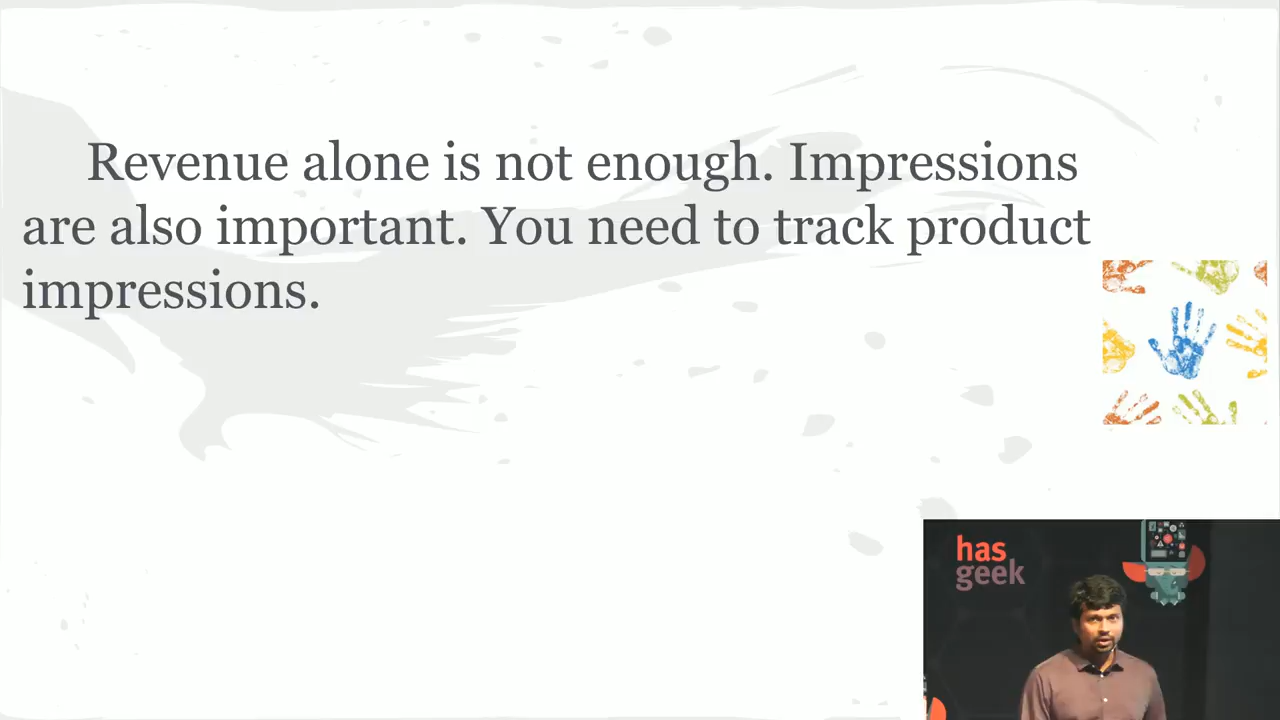 Revenue alone is not enough. Impressions
are also important. You need to track product
impressions.
has
geek